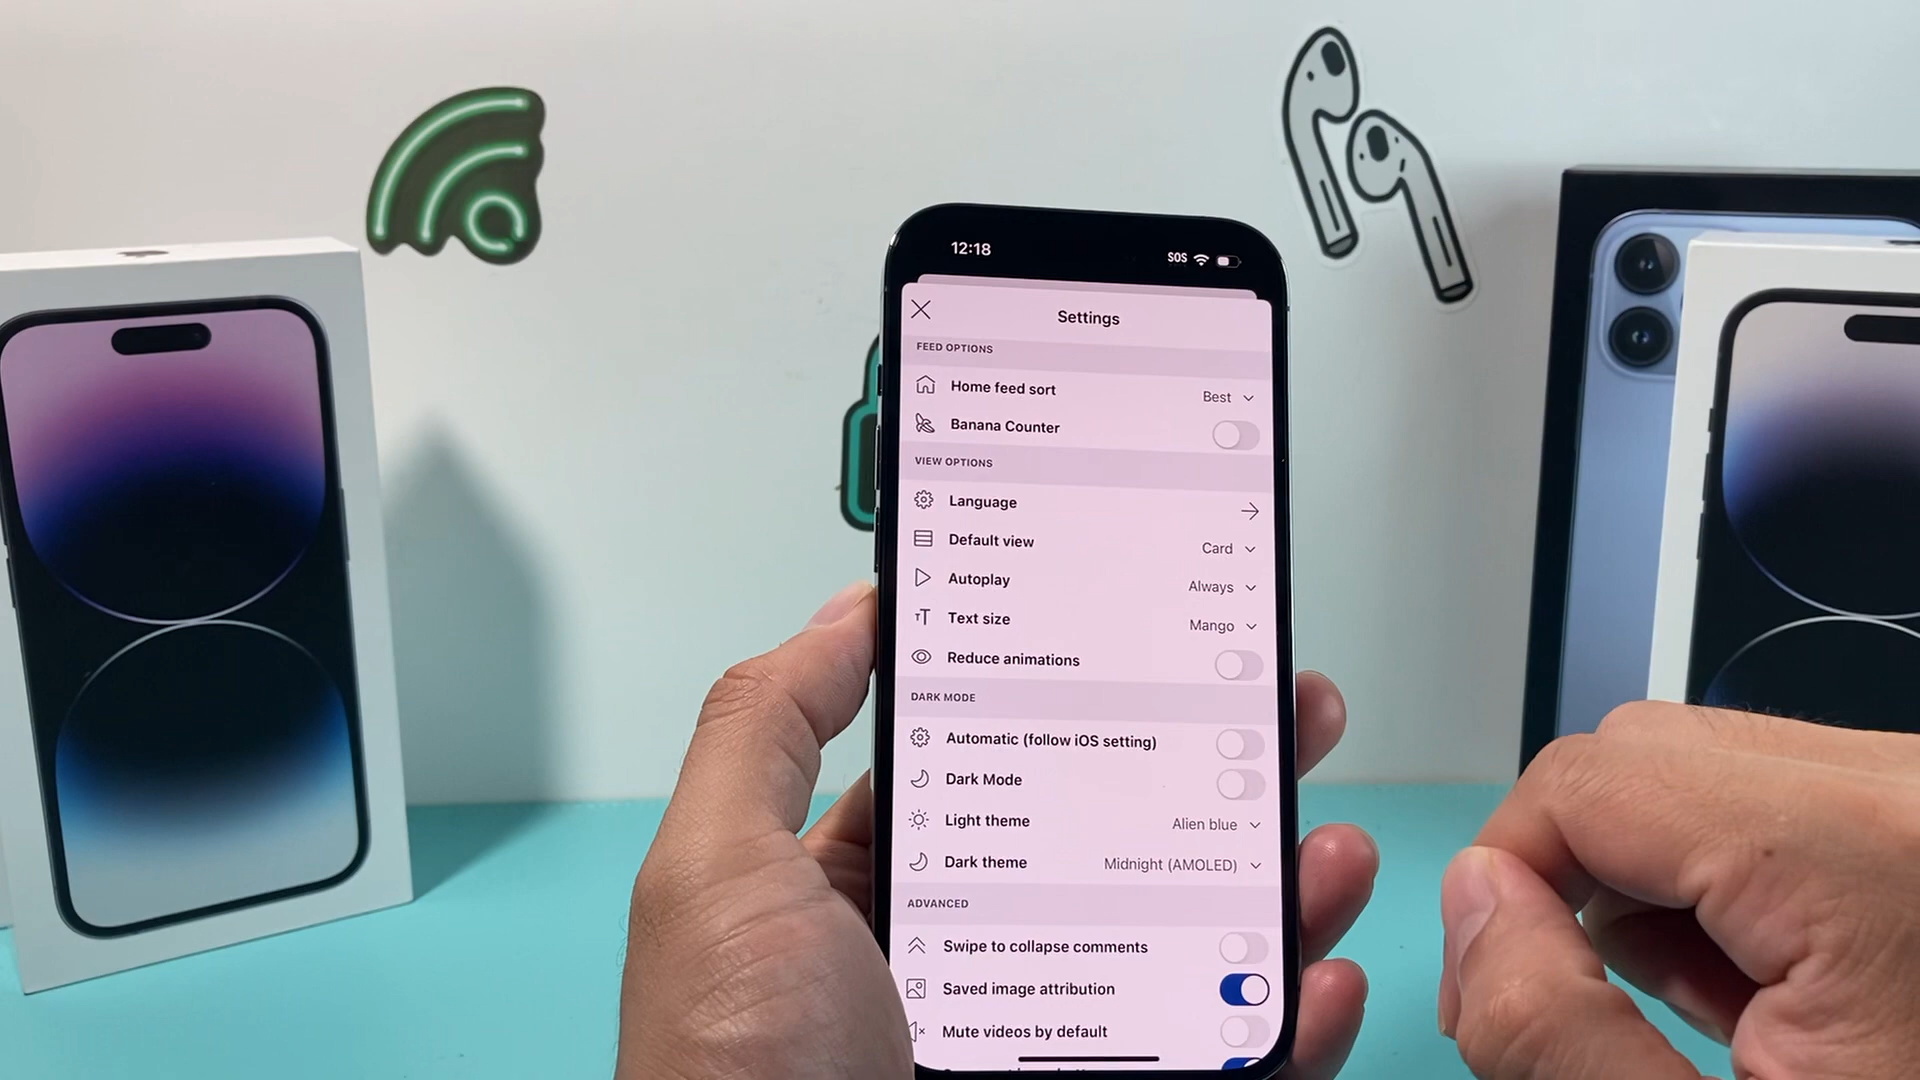 12:18
SOS
Settings
FEED OPTIONS
Home feed sort
Best
Banana Counter
VIEW OPTIONS
Language
Default view
Card
Autoplay
Always
Text size
Mango
Reduce animations
DARK MODE
Automatic (follow iOS setting)
Dark Mode
Light theme
Alien blue
Dark theme
Midnight (AMOLED)
ADVANCED
Swipe to collapse comments
Saved image attribution
Mute videos by default